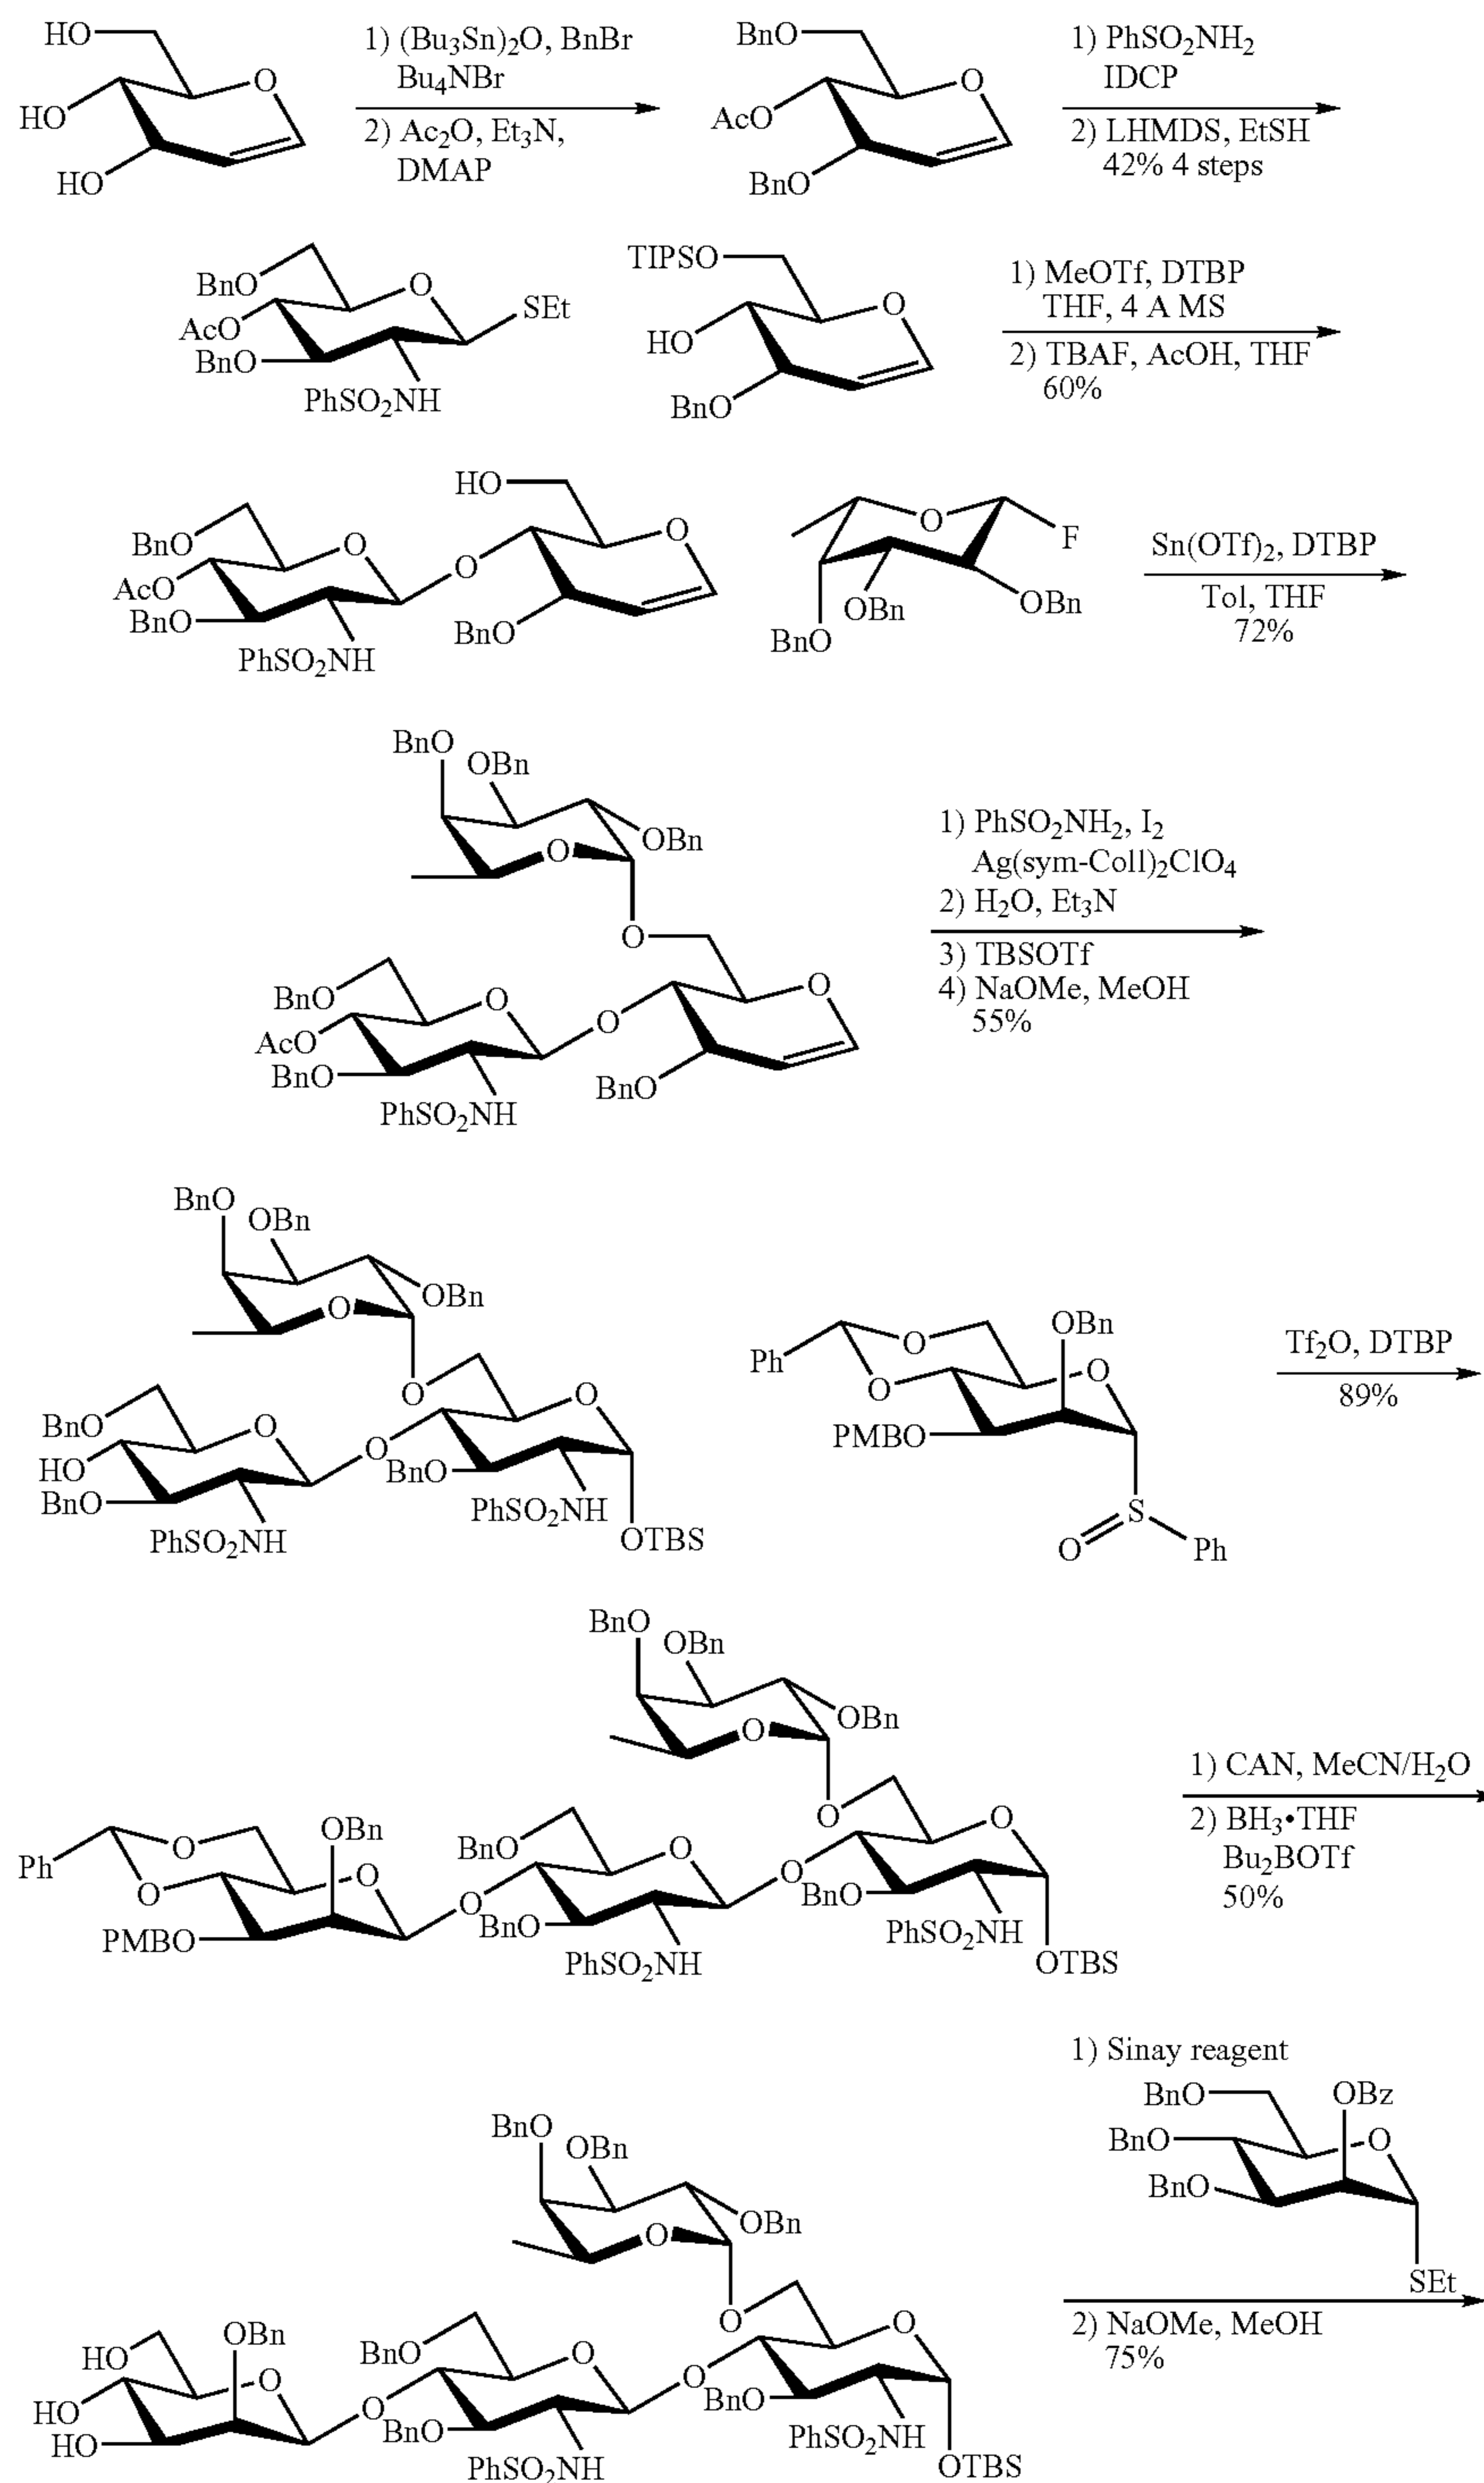 HO
HO
HO
O
1) (Bu3Sn)2O, BnBr
Bu4NBr
2) Ac2O, Et3N,
DMAP
BnO
AcO
BnO
O
1) PhSO2NH2
IDCP
2) LHMDS, EtSH
42% 4 steps
BnO
AcO
BnO
O
SEt
PhSO2NH
TIPSO
HO
BnO
O
1) MeOTf, DTBP
THF, 4 A MS
2) TBAF, AcOH, THF
60%
BnO
AcO
BnO
O
PhSO2NH
O
HO
BnO
O
O
F
OBn
OBn
BnO
Sn(OTf)2, DTBP
Tol, THF
72%
BnO
OBn
O
OBn
O
BnO
AcO
BnO
O
PhSO2NH
O
BnO
O
1) PhSO2NH2, I2
Ag(sym-Coll)2ClO4
2) H2O, Et3N
3) TBSOTf
4) NaOMe, MeOH
55%
BnO
OBn
O
OBn
O
BnO
HO
BnO
O
PhSO2NH
O
BnO
O
PhSO2NH
OTBS
Ph
O
O
OBn
O
PMBO
S
O
Ph
Tf2O, DTBP
89%
BnO
OBn
O
OBn
O
Ph
O
O
OBn
O
PMBO
O
BnO
BnO
O
PhSO2NH
O
BnO
O
PhSO2NH
OTBS
1) CAN, MeCN/H2O
2) BH3•THF
Bu2BOTf
50%
BnO
OBn
O
OBn
O
HO
HO
HO
OBn
O
O
BnO
BnO
O
PhSO2NH
O
BnO
O
PhSO2NH
OTBS
1) Sinay reagent
BnO
BnO
BnO
OBz
O
SEt
2) NaOMe, MeOH
75%